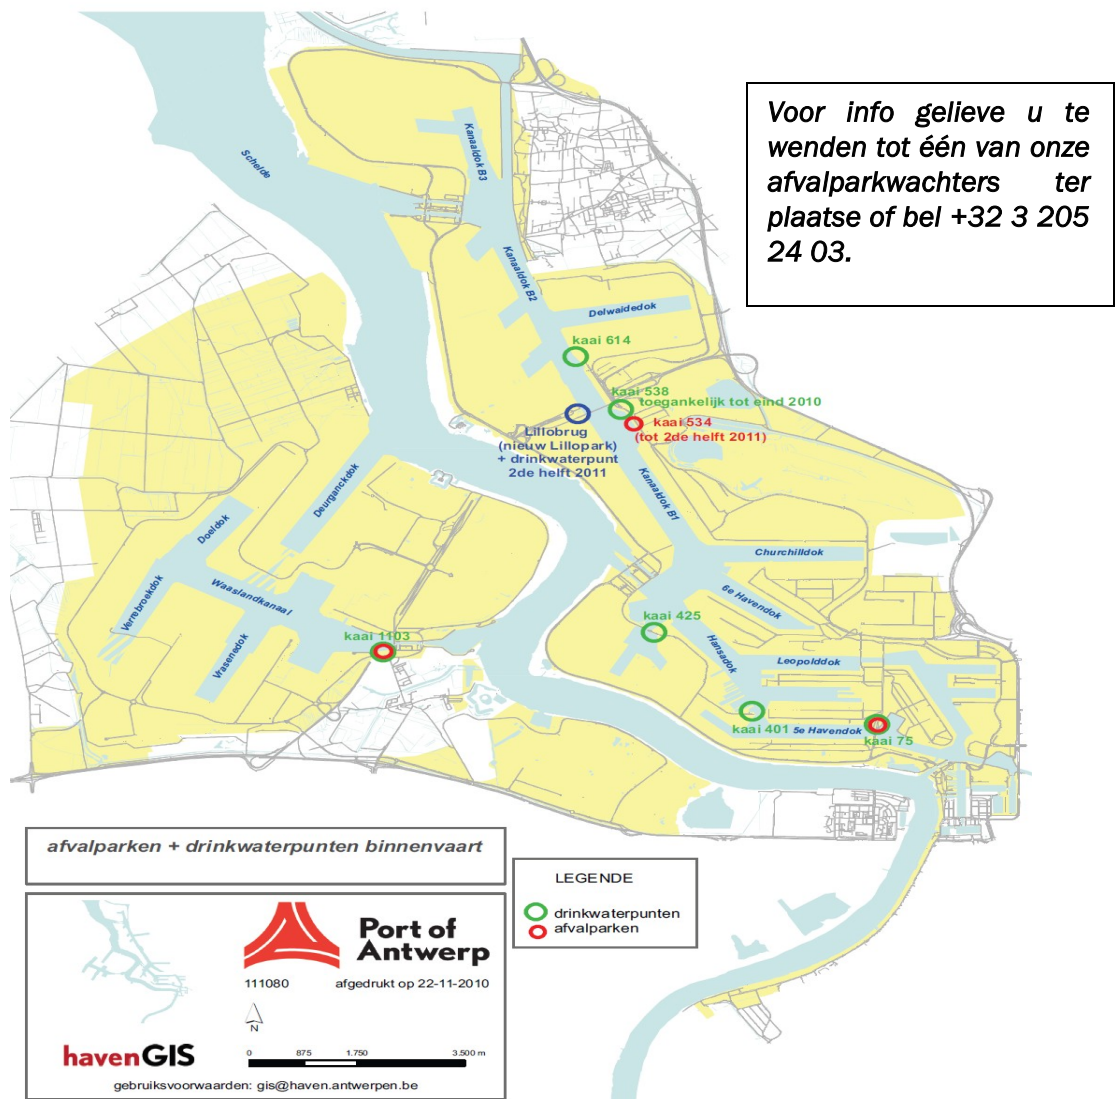 Voor info gelieve u te
wenden tot één van onze
afvalparkwachters ter
plaatse of bel +32 3 205
24 03.
Schelde
Kanaaldok B3
Kanaaldok B2
Delwaidedok
kaai 614
kaai 538
toegankelijk tot eind 2010
kaai 534
(tot 2de helft 2011)
Lillobrug
(nieuw Lillopark)
+ drinkwaterpunt
2de helft 2011
Kanaaldok B1
Deurganckdok
Doeldok
Verrebroekdok
Waaslandkanaal
Vrasenedok
kaai 1103
Churchilldok
6e Havendok
kaai 425
Hansadok
Leopolddok
kaai 401
5e Havendok
kaai 75
afvalparken + drinkwaterpunten binnenvaart
LEGENDE
drinkwaterpunten
afvalparken
Port of
Antwerp
111080 afgedrukt op 22-11-2010
N
havenGIS
0 875 1.750 3.500 m
gebruiksvoorwaarden: gis@haven.antwerpen.be